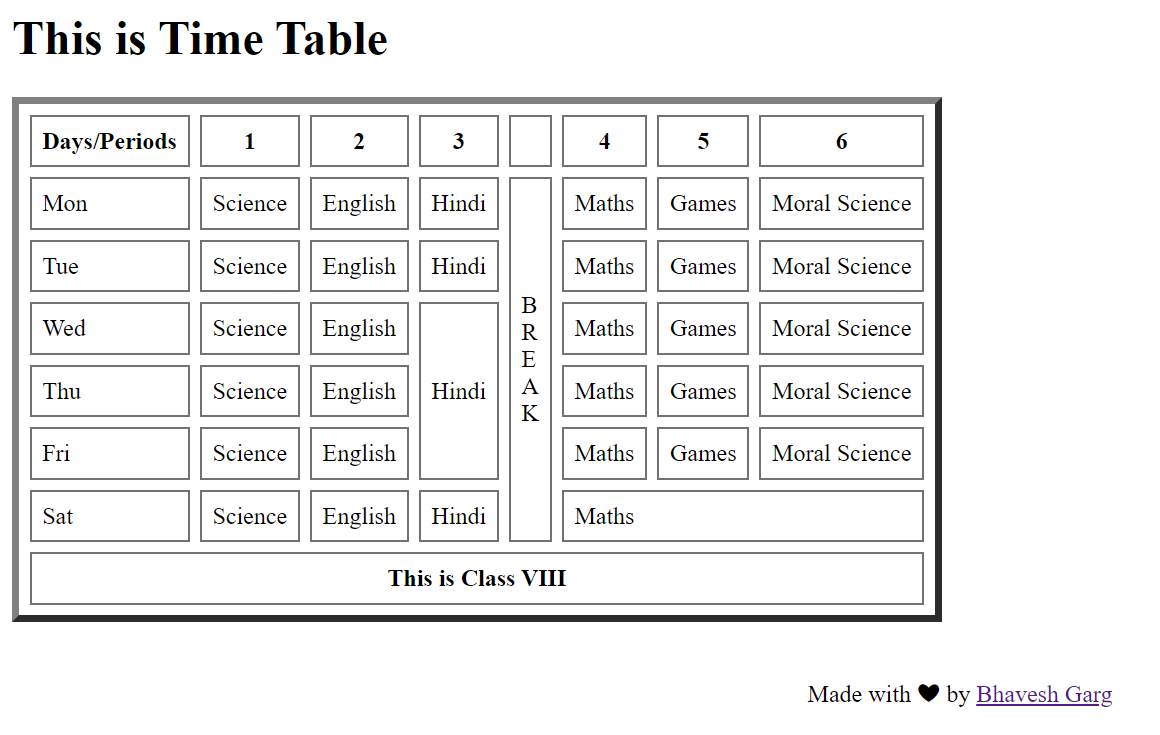 This is Time Table
Days/Periods 1 2 3 4 5 6
Mon Science English Hindi Maths Games Moral Science
Tue Science English Hindi Maths Games Moral Science
Wed Science English Maths Games Moral Science
B
R
E
A
K
Thu Science English Hindi Maths Games Moral Science
Fri Science English Maths Games Moral Science
Sat Science English Hindi Maths
This is Class VIII
Made with ♥ by Bhavesh Garg